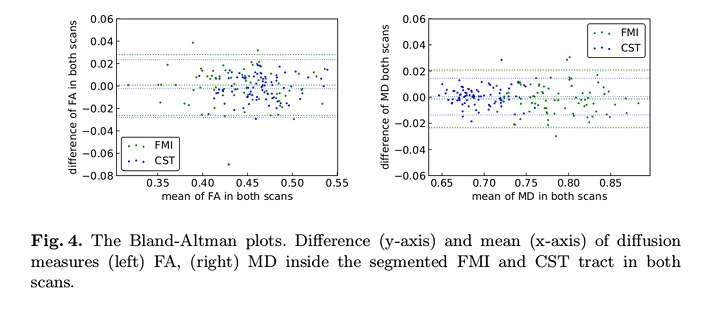 0.06
0.04
0.02
0.00
−0.02
−0.04
−0.06
−0.08
difference of FA in both scans
FMI
CST
0.35 0.40 0.45 0.50 0.55
mean of FA in both scans
0.06
0.04
0.02
0.00
−0.02
−0.04
−0.06
difference of MD both scans
FMI
CST
0.65 0.70 0.75 0.80 0.85
mean of MD in both scans
Fig. 4. The Bland-Altman plots. Difference (y-axis) and mean (x-axis) of diffusion
measures (left) FA, (right) MD inside the segmented FMI and CST tract in both
scans.